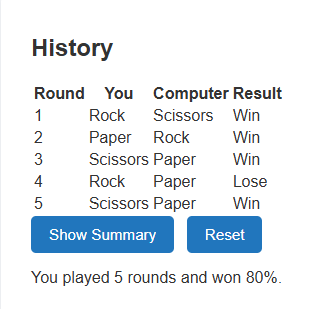 History
Round You Computer Result
1 Rock Scissors Win
2 Paper Rock Win
3 Scissors Paper Win
4 Rock Paper Lose
5 Scissors Paper Win
Show Summary Reset
You played 5 rounds and won 80%.